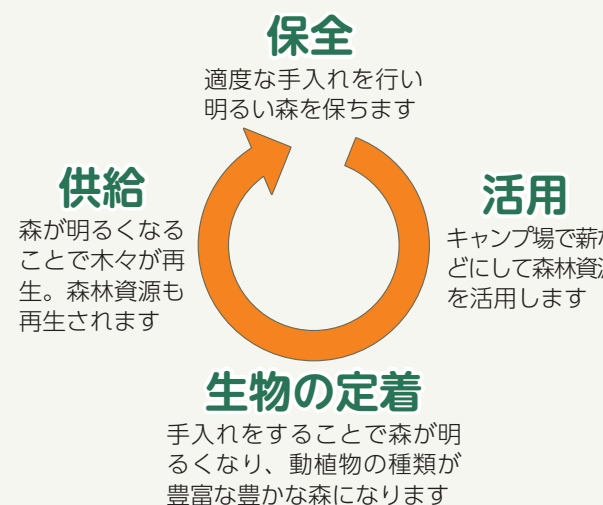 保全
適度な手入れを行い
明るい森を保ちます
活用
キャンプ場で薪な
どにして森林資源
を活用します
生物の定着
手入れをすることで森が明
るくなり、動植物の種類が
豊富な豊かな森になります
供給
森が明るくなる
ことで木々が再
生。森林資源も
再生されます